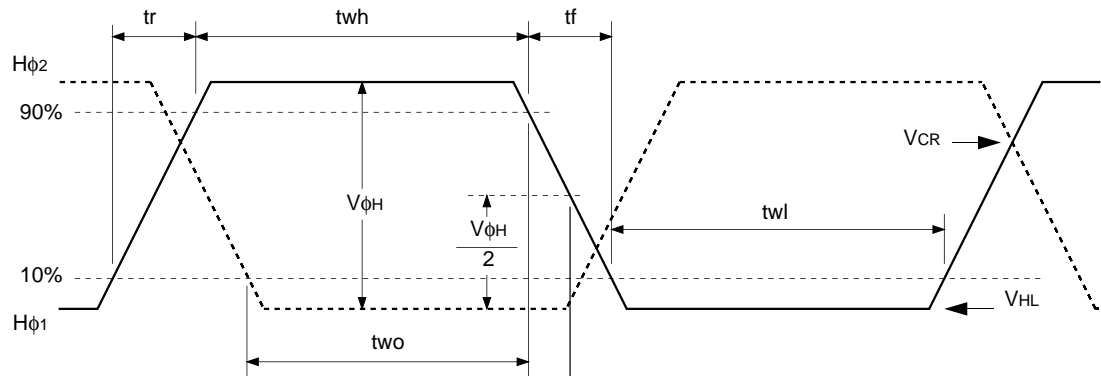 tr
twh
tf
Hϕ2
90%
VCR
VϕH
VϕH
2
twl
10%
VHL
Hϕ1
two